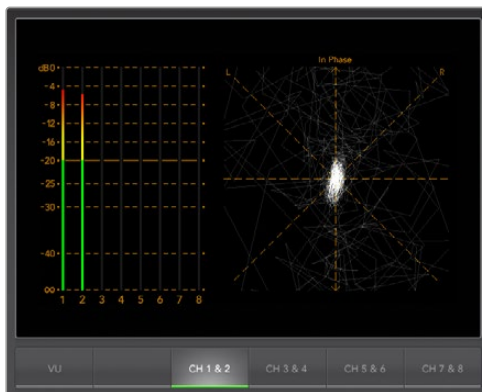 In Phase
dB0
L
R
-4
-8
-12
-16
-20
-25
-30
-40
00
1 2 3 4 5 6 7 8
VU
CH 1 & 2
CH 3 & 4
CH 5 & 6
CH 7 & 8